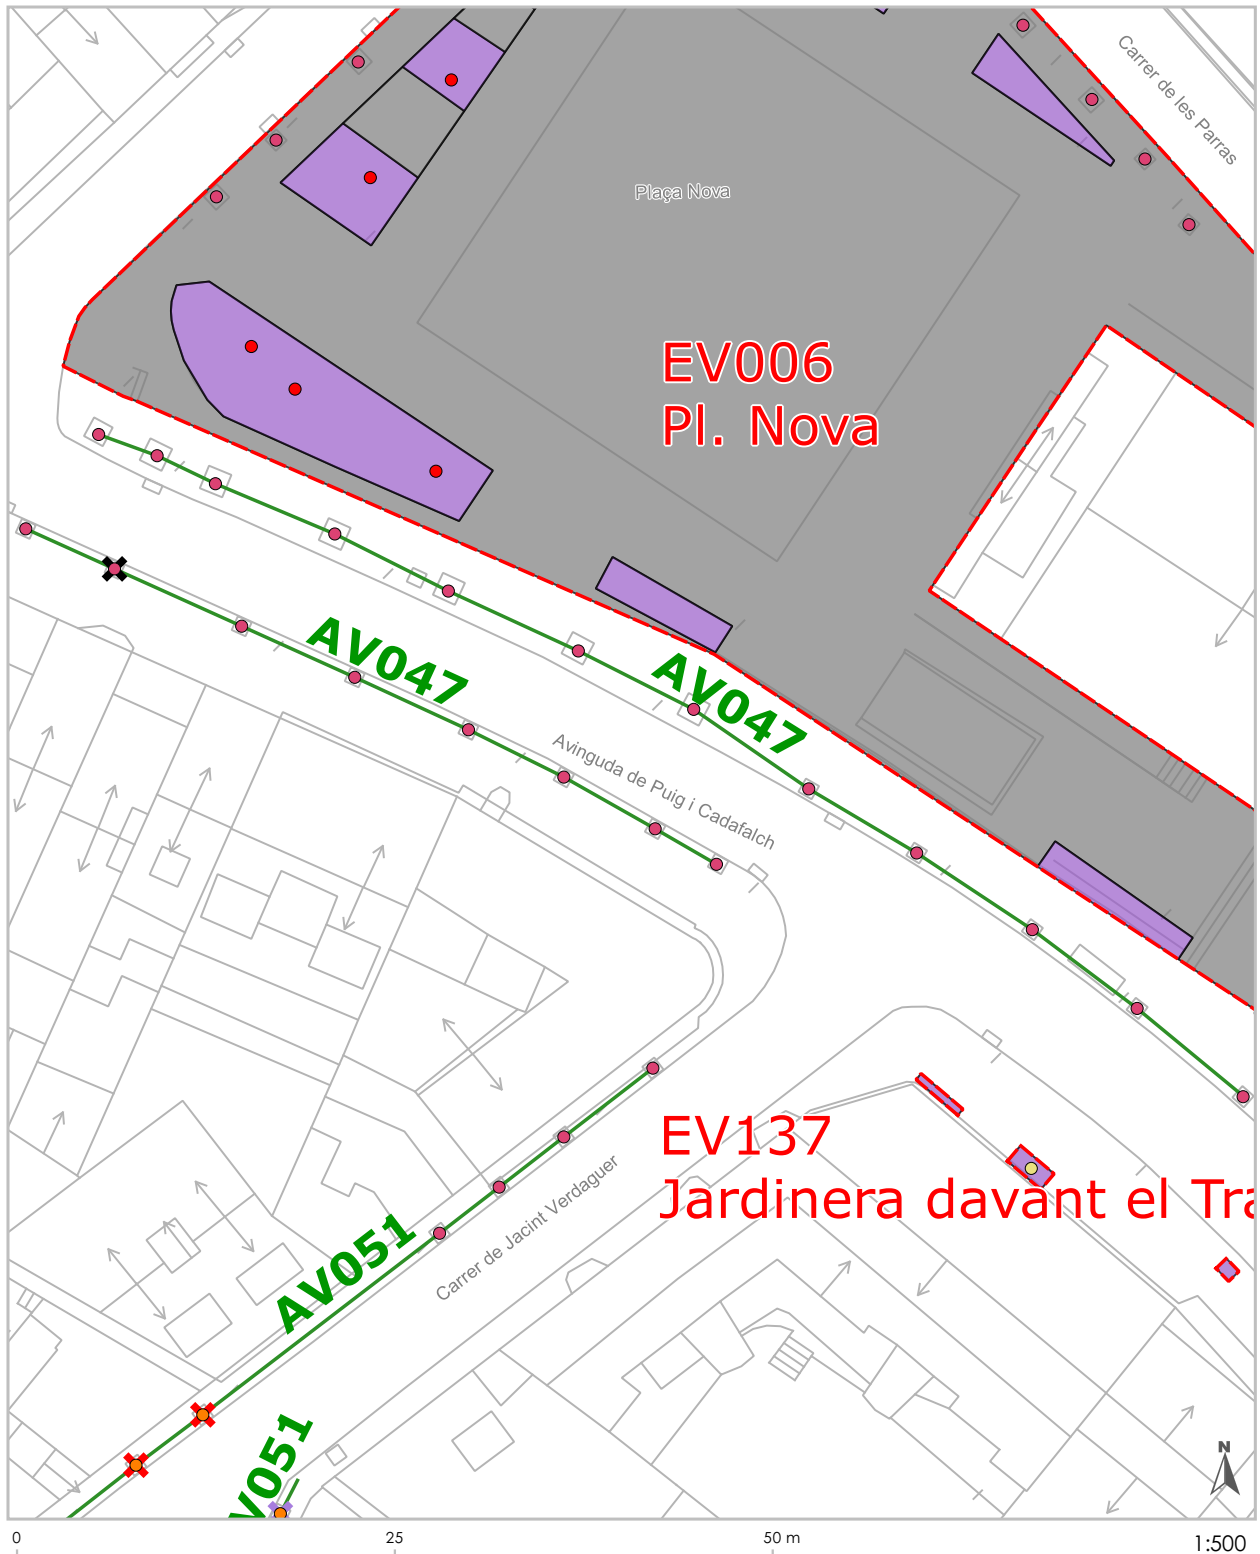 Carrer de les Parras
Plaça Nova
EV006
Pl. Nova
AV047
AV047
Avinguda de Puig i Cadafalch
EV137
Jardinera davant el Tra
Carrer de Jacint Verdaguer
AV051
V051
N
0
25
50 m
1:500